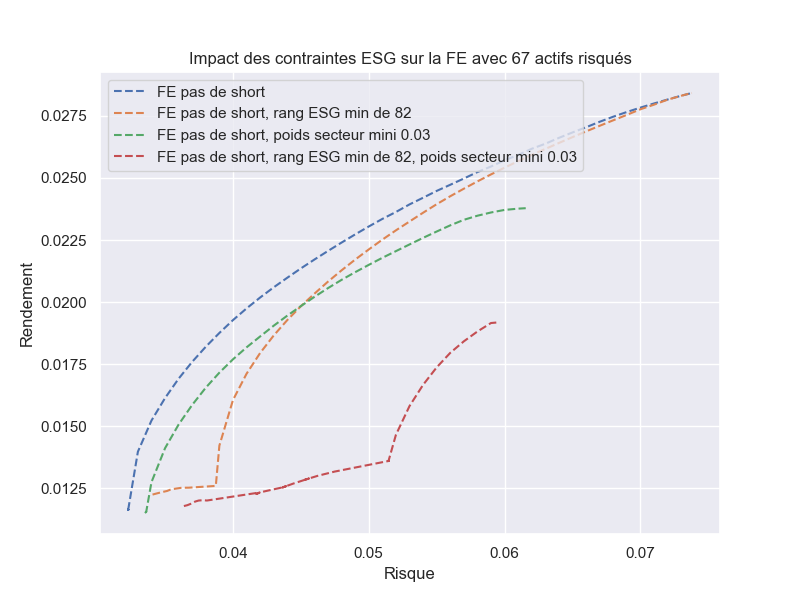 Impact des contraintes ESG sur la FE avec 67 actifs risqués
FE pas de short
FE pas de short, rang ESG min de 82
FE pas de short, poids secteur mini 0.03
FE pas de short, rang ESG min de 82, poids secteur mini 0.03
0.0275
0.0250
0.0225
0.0200
0.0175
0.0150
0.0125
Rendement
0.04 0.05 0.06 0.07
Risque